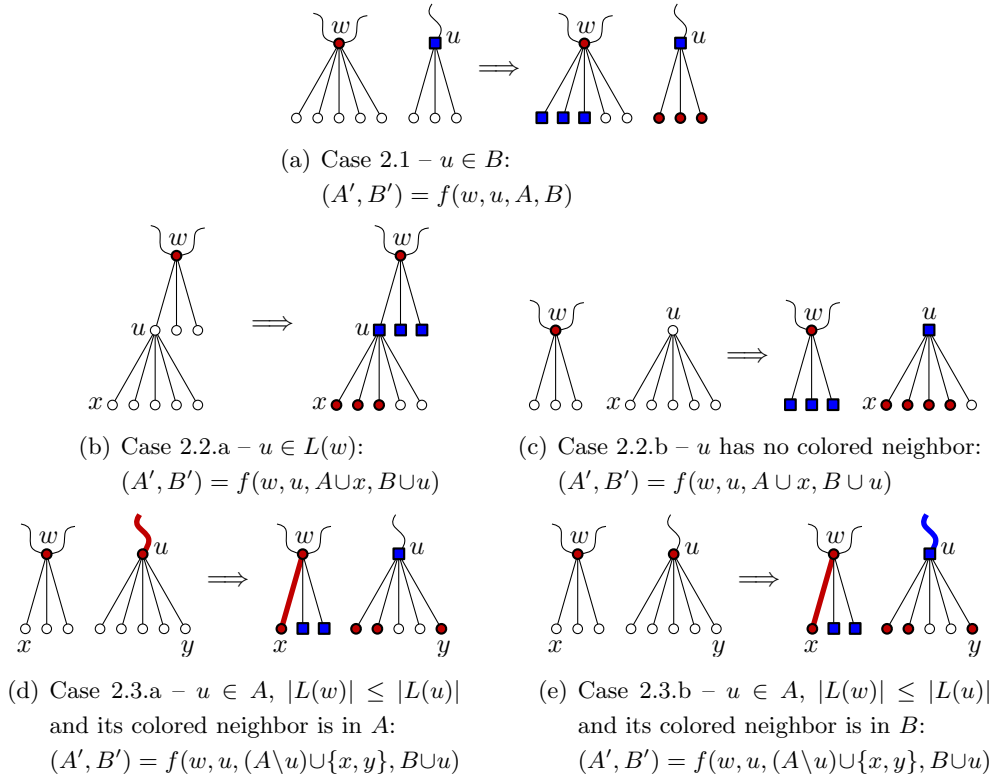 w u ⟹ w u
(a) Case 2.1 – u ∈ B:
(A′, B′) = f(w, u, A, B)
w w
u ⟹ u
x x
(b) Case 2.2.a – u ∈ L(w):
(A′, B′) = f(w, u, A∪x, B∪u)
w u ⟹ w u
x x
(c) Case 2.2.b – u has no colored neighbor:
(A′, B′) = f(w, u, A ∪ x, B ∪ u)
w u ⟹ w u
x y x y
(d) Case 2.3.a – u ∈ A, |L(w)| ≤ |L(u)|
and its colored neighbor is in A:
(A′, B′) = f(w, u, (A\u)∪{x, y}, B∪u)
w u ⟹ w u
x y x y
(e) Case 2.3.b – u ∈ A, |L(w)| ≤ |L(u)|
and its colored neighbor is in B:
(A′, B′) = f(w, u, (A\u)∪{x, y}, B∪u)